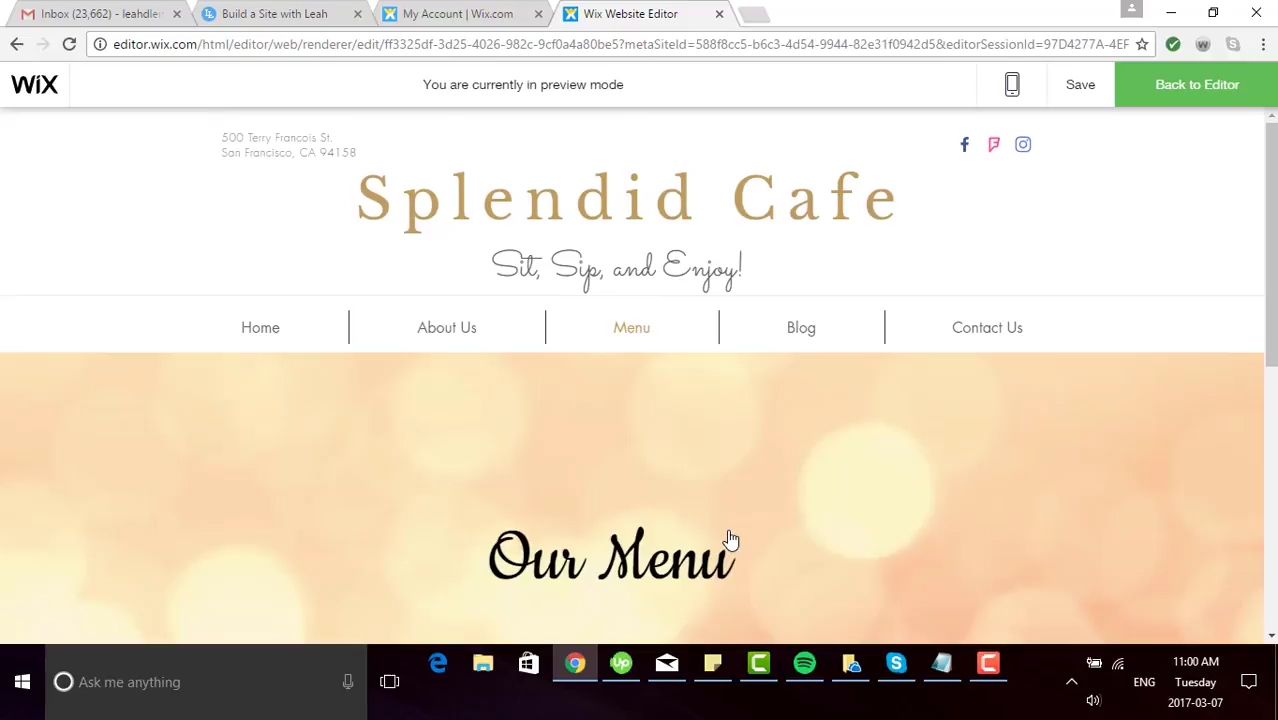 Inbox (23,662) - leahdler
Build a Site with Leah
My Account | Wix.com
Wix Website Editor
editor.wix.com/html/editor/web/renderer/edit/ff3325df-3d25-4026-982c-9cf0a4a80be5?metaSiteId=588f8cc5-b6c3-4d54-9944-82e31f0942d5&editorSessionId=97D4277A-4EF
WiX
You are currently in preview mode
Save
Back to Editor
500 Terry Francois St.
San Francisco, CA 94158
Splendid Cafe
Sit, Sip, and Enjoy!
Home
About Us
Menu
Blog
Contact Us
Our Menu
Ask me anything
Up
ENG
11:00 AM
Tuesday
2017-03-07